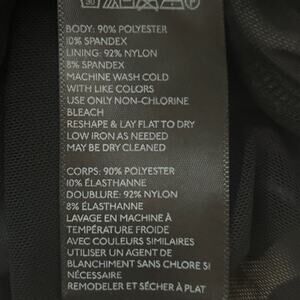 30
BODY: 90% POLYESTER
10% SPANDEX
LINING: 92% NYLON
8% SPANDEX
MACHINE WASH COLD
WITH LIKE COLORS
USE ONLY NON-CHLORINE
BLEACH
RESHAPE & LAY FLAT TO DRY
LOW IRON AS NEEDED
MAY BE DRY CLEANED
CORPS: 90% POLYESTER
10% ÉLASTHANNE
DOUBLURE: 92% NYLON
8% ÉLASTHANNE
LAVAGE EN MACHINE À
TEMPÉRATURE FROIDE
AVEC COULEURS SIMILAIRES
UTILISER UN AGENT DE
BLANCHIMENT SANS CHLORE SI
NÉCESSAIRE
REMODELER ET SÉCHER À PLAT